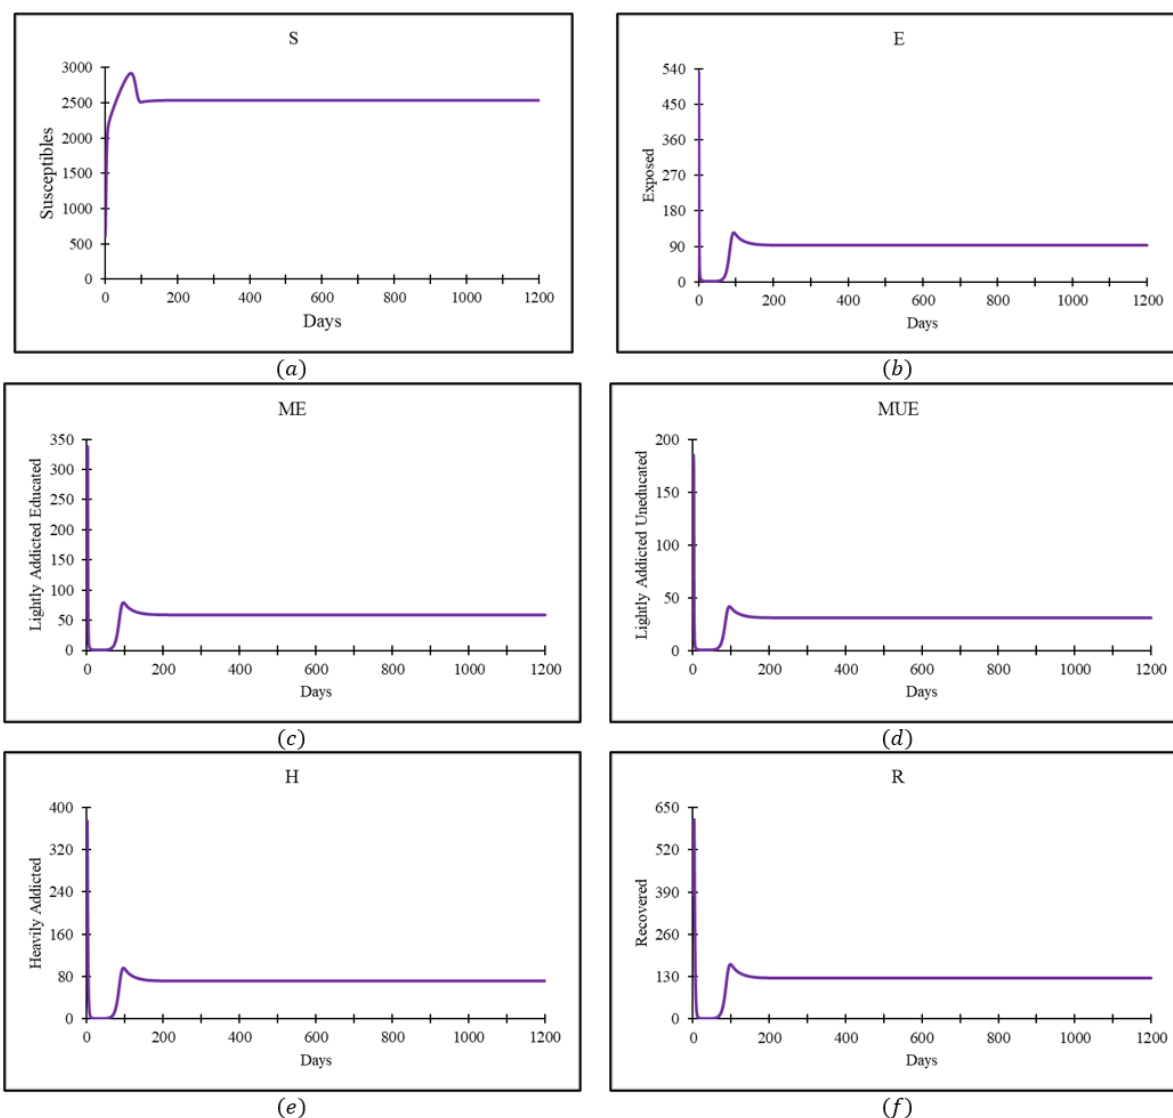 S
3000
2500
2000
1500
1000
500
0
Susceptibles
0 200 400 600 800 1000 1200
Days
(a)
E
540
450
360
270
180
90
0
Exposed
0 200 400 600 800 1000 1200
Days
(b)
ME
350
300
250
200
150
100
50
0
Lightly Addicted Educated
0 200 400 600 800 1000 1200
Days
(c)
MUE
200
150
100
50
0
Lightly Addicted Uneducated
0 200 400 600 800 1000 1200
Days
(d)
H
400
320
240
160
80
0
Heavily Addicted
0 200 400 600 800 1000 1200
Days
(e)
R
650
520
390
260
130
0
Recovered
0 200 400 600 800 1000 1200
Days
(f)